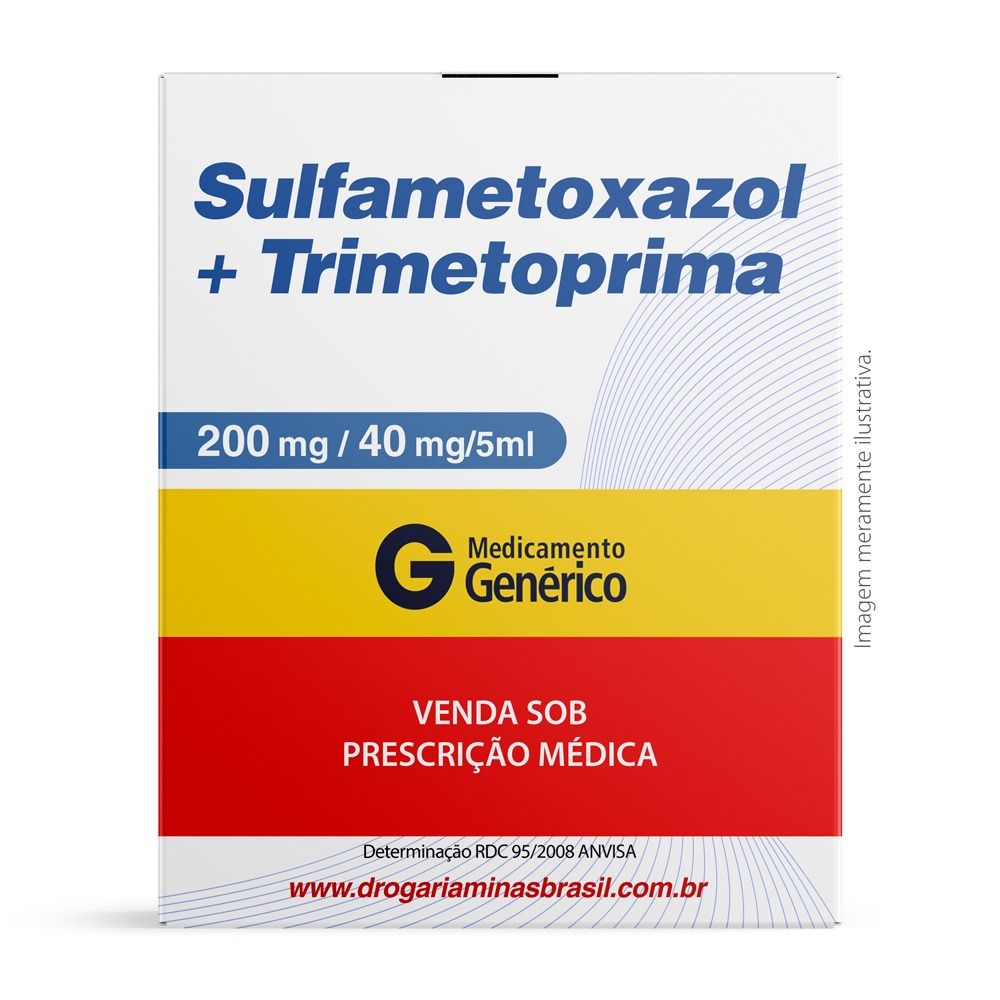 Sulfametoxazol
+ Trimetoprima
200 mg / 40 mg/5ml
G Medicamento
Genérico
VENDA SOB
PRESCRIÇÃO MÉDICA
Determinação RDC 95/2008 ANVISA
www.drogariaminasbrasil.com.br
Imagem meramente ilustrativa.